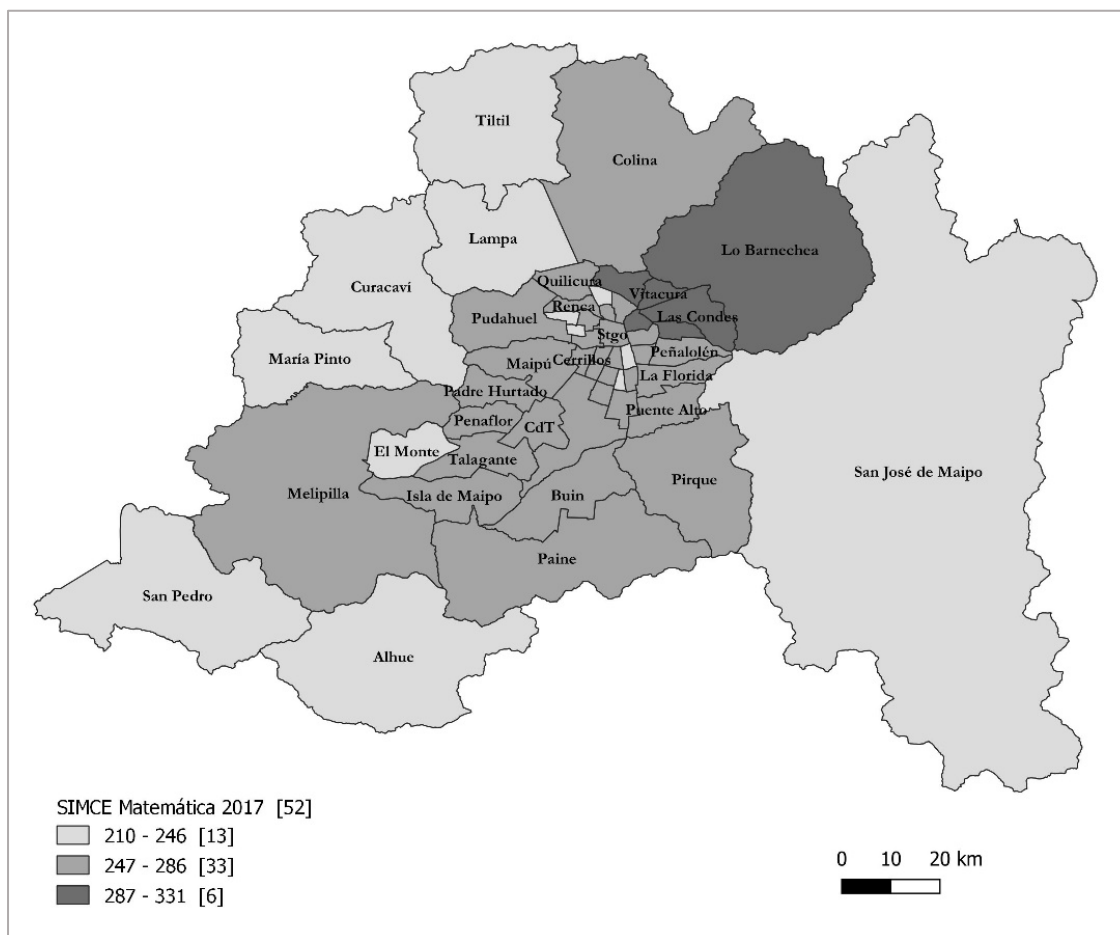 Tiltil
Colina
Lo Barnechea
Lampa
Curacaví
Quilicura
Vitacura
Renca
Pudahuel
Las Condes
Stgo
María Pinto
Maipú
Cerrillos
Peñalolén
La Florida
Padre Hurtado
Puente Alto
Penaflor
CdT
El Monte
Talagante
San José de Maipo
Pirque
Melipilla
Isla de Maipo
Buin
Paine
San Pedro
Alhue
SIMCE Matemática 2017 [52]
210 - 246 [13]
247 - 286 [33]
287 - 331 [6]
0 10 20 km